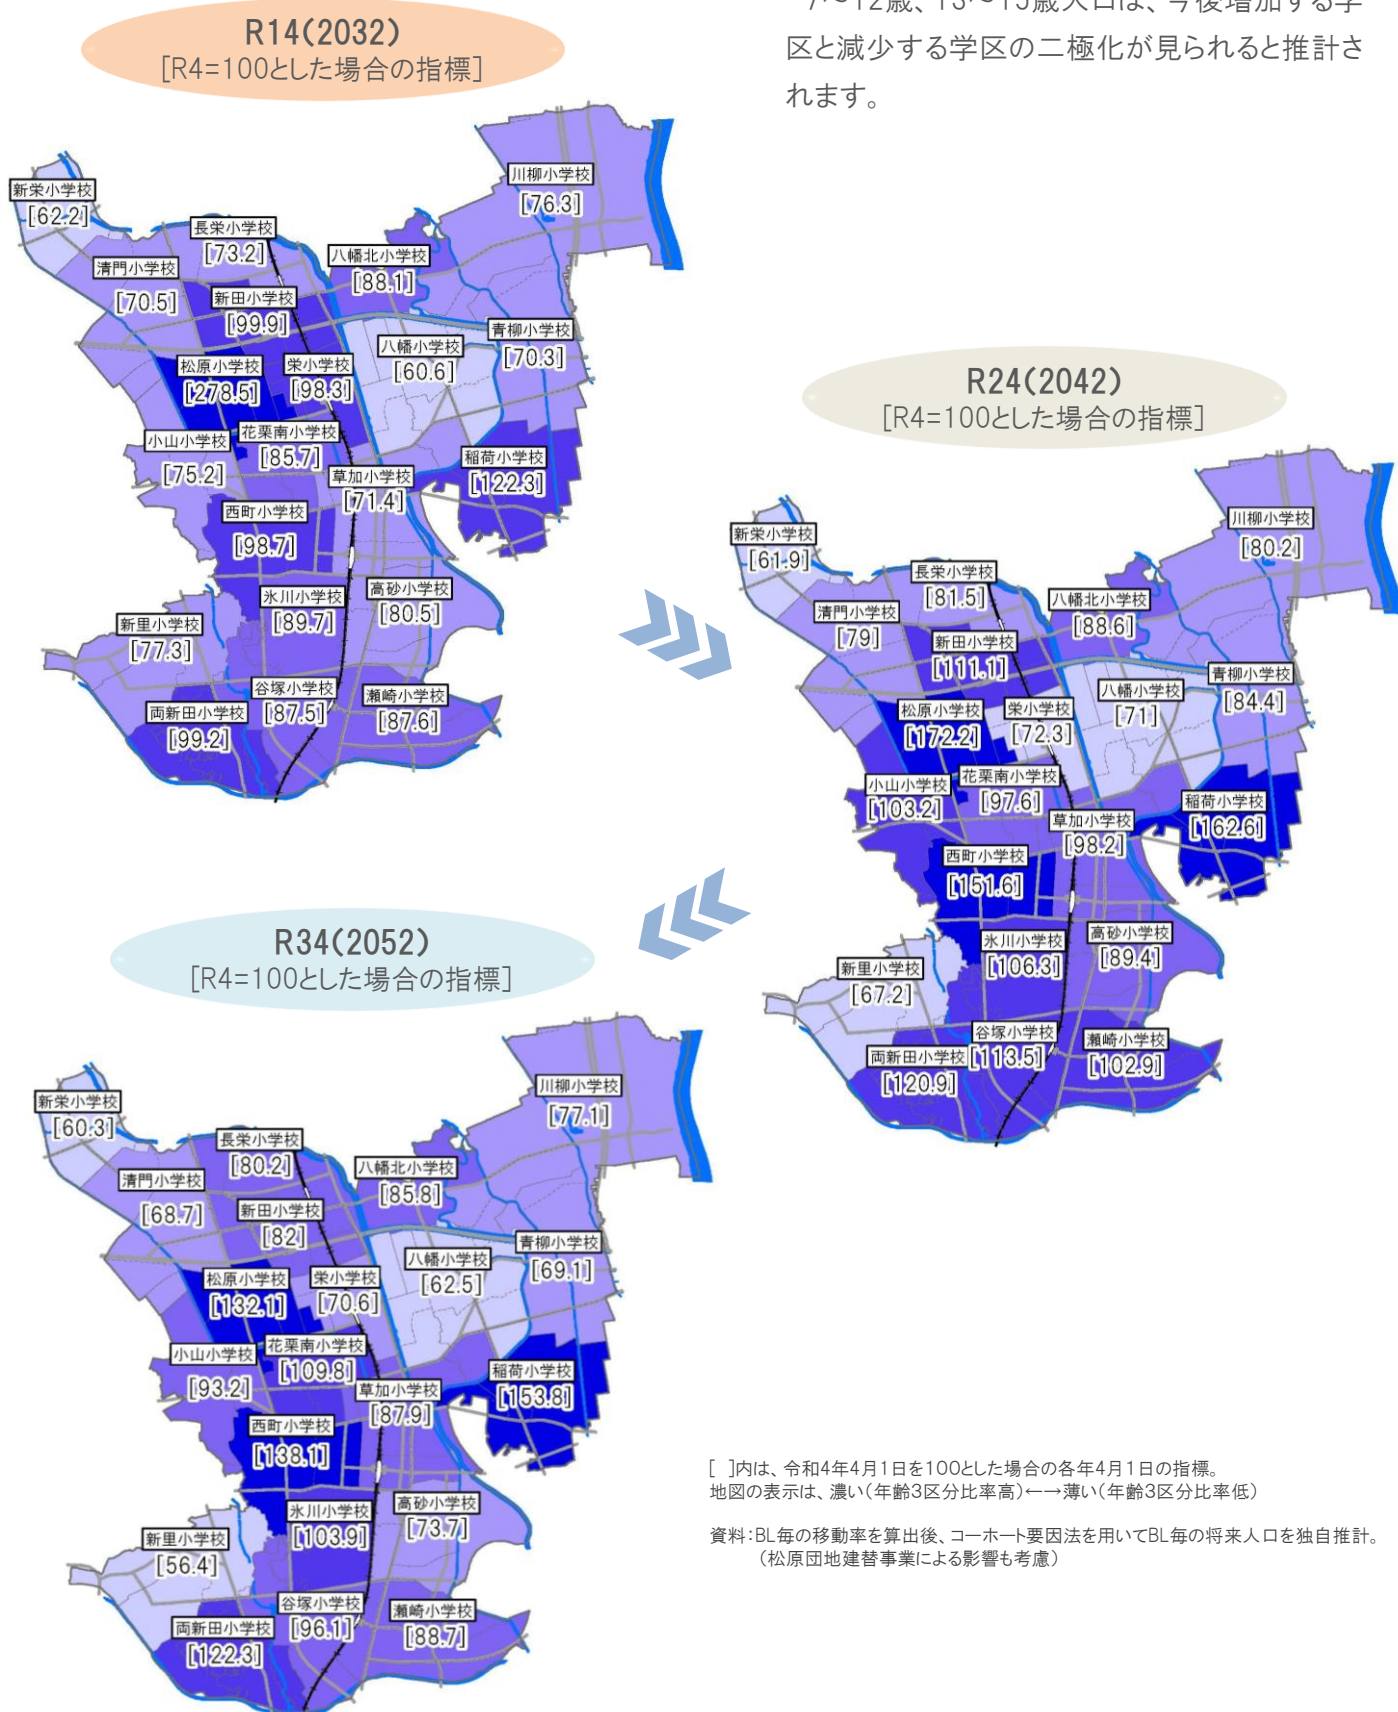 7～12歳、13～15歳人口は、今後増加する学
区と減少する学区の二極化が見られると推計さ
れます。
R14(2032)
[R4=100とした場合の指標]
川柳小学校
[76.3]
新栄小学校
[62.2]
長栄小学校
[73.2]
八幡北小学校
[88.1]
清門小学校
[70.5]
新田小学校
[99.9]
青柳小学校
[70.3]
八幡小学校
[60.6]
松原小学校
[278.5]
栄小学校
[98.3]
小山小学校
[75.2]
花栗南小学校
[85.7]
稲荷小学校
[122.3]
草加小学校
[71.4]
西町小学校
[98.7]
氷川小学校
[89.7]
高砂小学校
[80.5]
新里小学校
[77.3]
谷塚小学校
[87.5]
瀬崎小学校
[87.6]
両新田小学校
[99.2]
R24(2042)
[R4=100とした場合の指標]
川柳小学校
[80.2]
新栄小学校
[61.9]
長栄小学校
[81.5]
八幡北小学校
[88.6]
清門小学校
[79]
新田小学校
[111.1]
青柳小学校
[84.4]
八幡小学校
[71]
松原小学校
[172.2]
栄小学校
[72.3]
小山小学校
[103.2]
花栗南小学校
[97.6]
稲荷小学校
[162.6]
草加小学校
[98.2]
西町小学校
[151.6]
氷川小学校
[106.3]
高砂小学校
[89.4]
新里小学校
[67.2]
谷塚小学校
[113.5]
瀬崎小学校
[102.9]
両新田小学校
[120.9]
R34(2052)
[R4=100とした場合の指標]
川柳小学校
[77.1]
新栄小学校
[60.3]
長栄小学校
[80.2]
八幡北小学校
[85.8]
清門小学校
[68.7]
新田小学校
[82]
青柳小学校
[69.1]
八幡小学校
[62.5]
松原小学校
[132.1]
栄小学校
[70.6]
小山小学校
[93.2]
花栗南小学校
[109.8]
稲荷小学校
[153.8]
草加小学校
[87.9]
西町小学校
[138.1]
氷川小学校
[103.9]
高砂小学校
[73.7]
新里小学校
[56.4]
谷塚小学校
[96.1]
瀬崎小学校
[88.7]
両新田小学校
[122.3]
[　]内は、令和4年4月1日を100とした場合の各年4月1日の指標。
地図の表示は、濃い(年齢3区分比率高)←→薄い(年齢3区分比率低)
資料：BL毎の移動率を算出後、コーホート要因法を用いてBL毎の将来人口を独自推計。
（松原団地建替事業による影響も考慮）